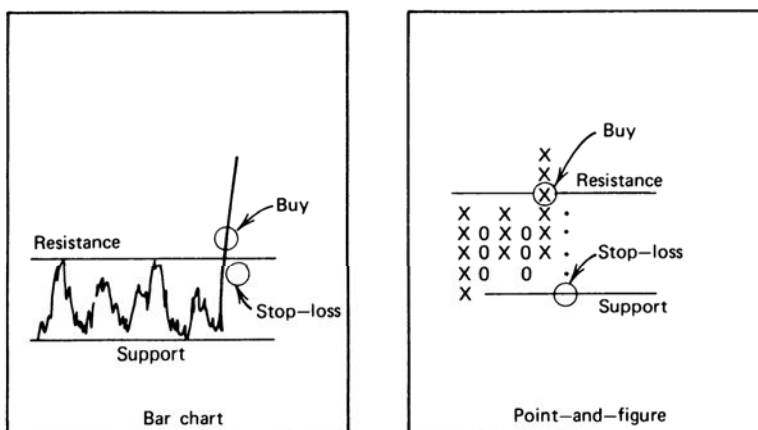 Buy
Resistance
Stop—loss
Support
Bar chart
Buy
X
X
Resistance
X
X X X •
X O X O X •
X O X O X •
X O O •
Stop—loss
X
Support
Point—and—figure